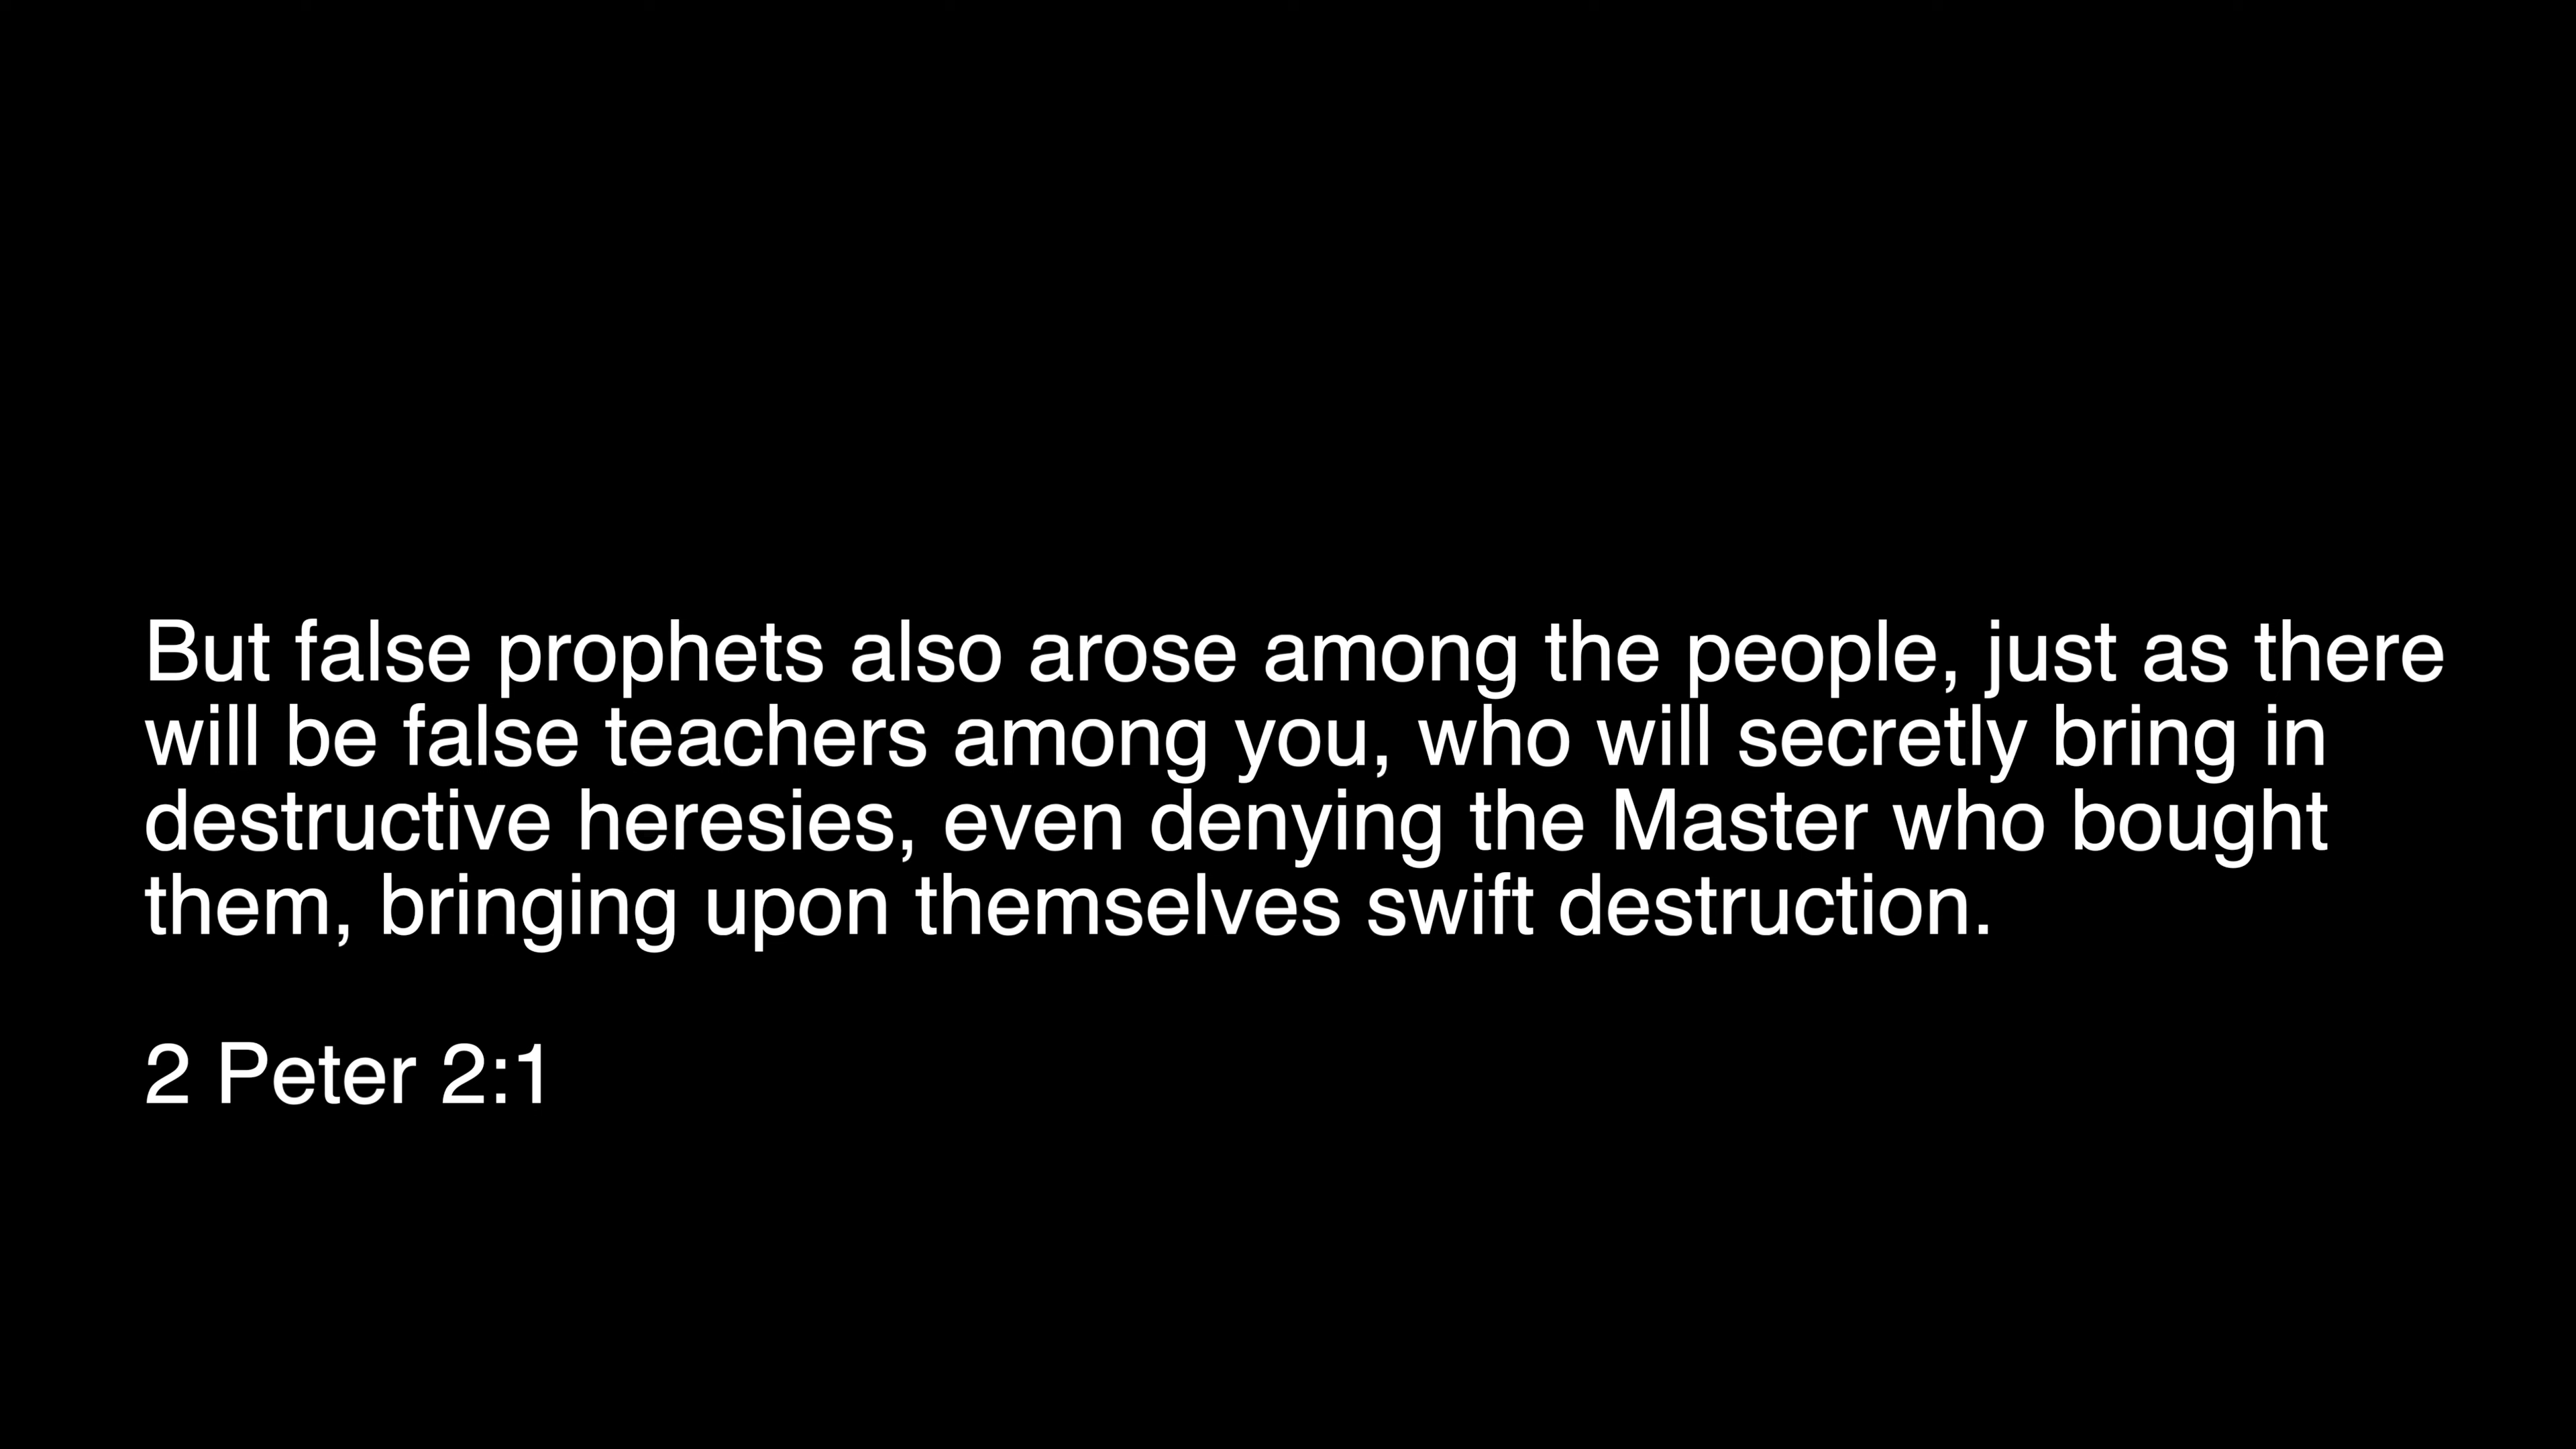 But false prophets also arose among the people, just as there
will be false teachers among you, who will secretly bring in
destructive heresies, even denying the Master who bought
them, bringing upon themselves swift destruction.
2 Peter 2:1